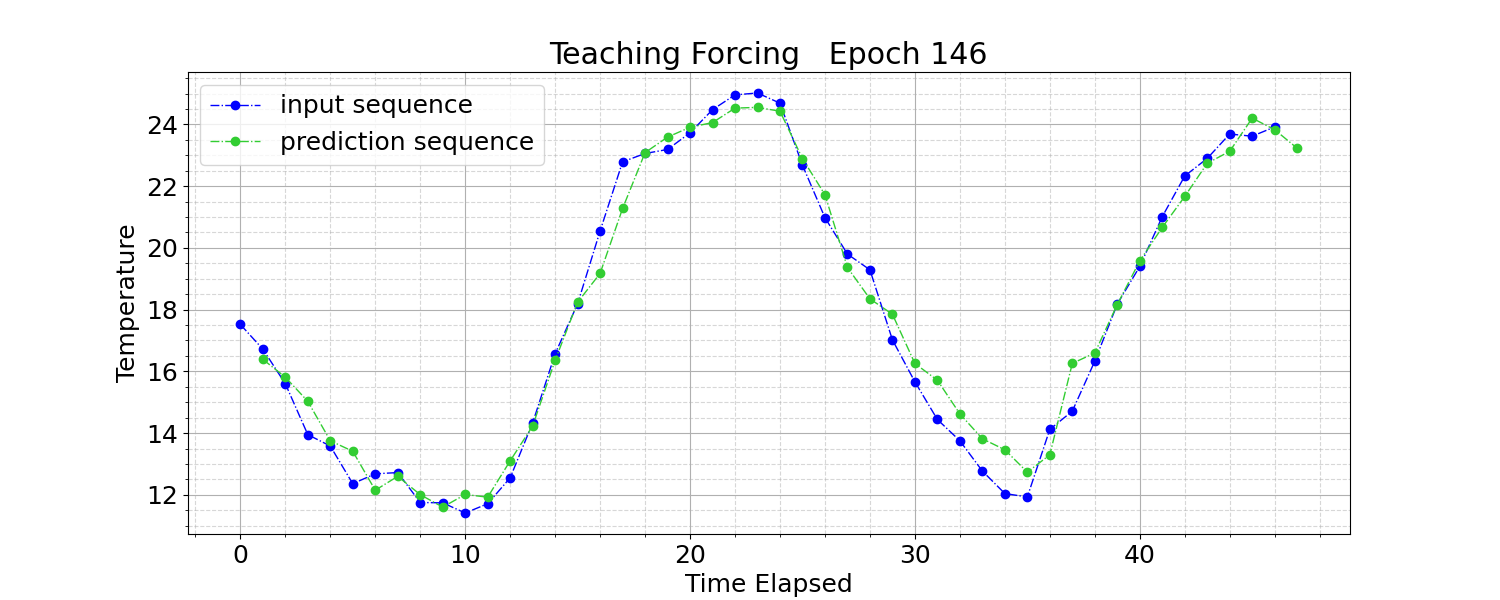 Teaching Forcing   Epoch 146
input sequence
prediction sequence
24
22
20
18
16
14
12
Temperature
0 10 20 30 40
Time Elapsed